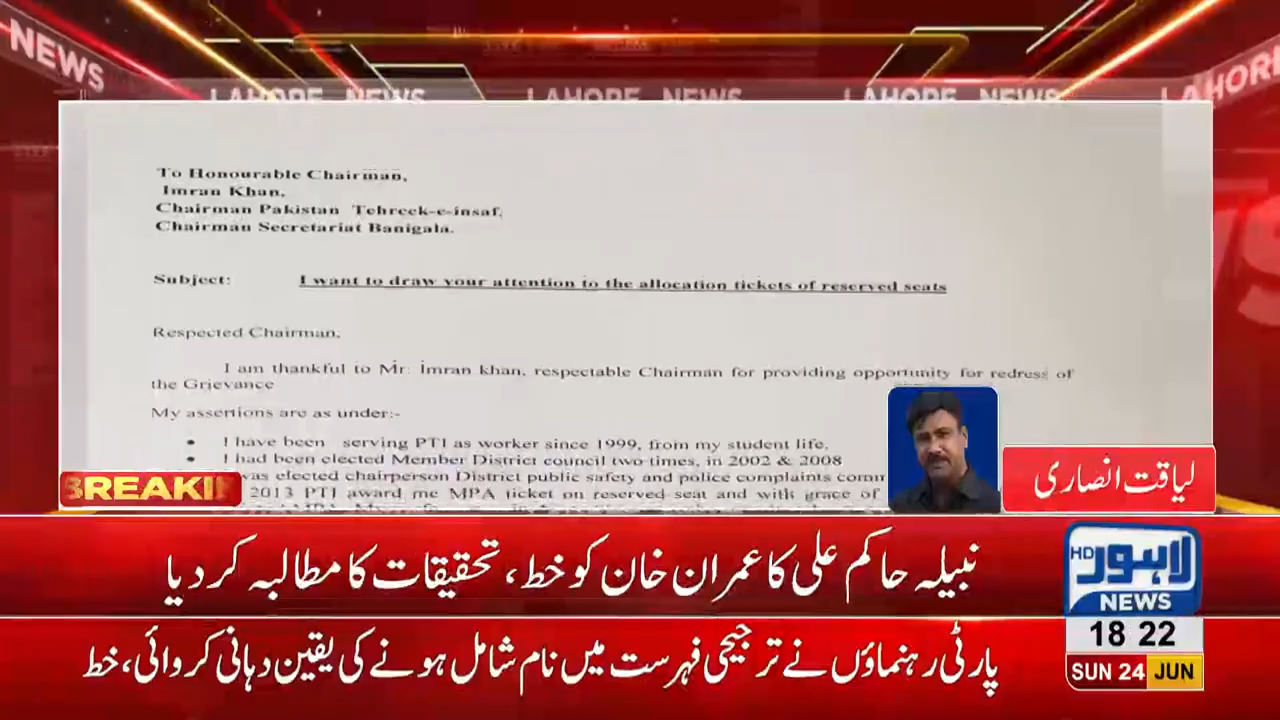 NEWS
LAHORE NEWS
LAHORE NEWS
LAHORE NEWS
LAHORE
To Honourable Chairman,
Imran Khan,
Chairman Pakistan Tehreek-e-insaf,
Chairman Secretariat Banigala.
Subject: I want to draw your attention to the allocation tickets of reserved seats
Respected Chairman,
I am thankful to Mr. Imran khan, respectable Chairman for providing opportunity for redress of
the Grievance
My assertions are as under:-
• I have been serving PTI as worker since 1999, from my student life.
• I had been elected Member District council two times, in 2002 & 2008
was elected chairperson District public safety and police complaints comm
2013 PTI award me MPA ticket on reserved seat and with grace of
BREAKIN
لیاقت انصاری
نبیلہ حاکم علی کا عمران خان کو خط، تحقیقات کا مطالبہ کر دیا
پارٹی رہنماؤں نے ترجیحی فہرست میں نام شامل ہونے کی یقین دہانی کروائی، خط
HD لاہور
NEWS
18 22
SUN 24 JUN